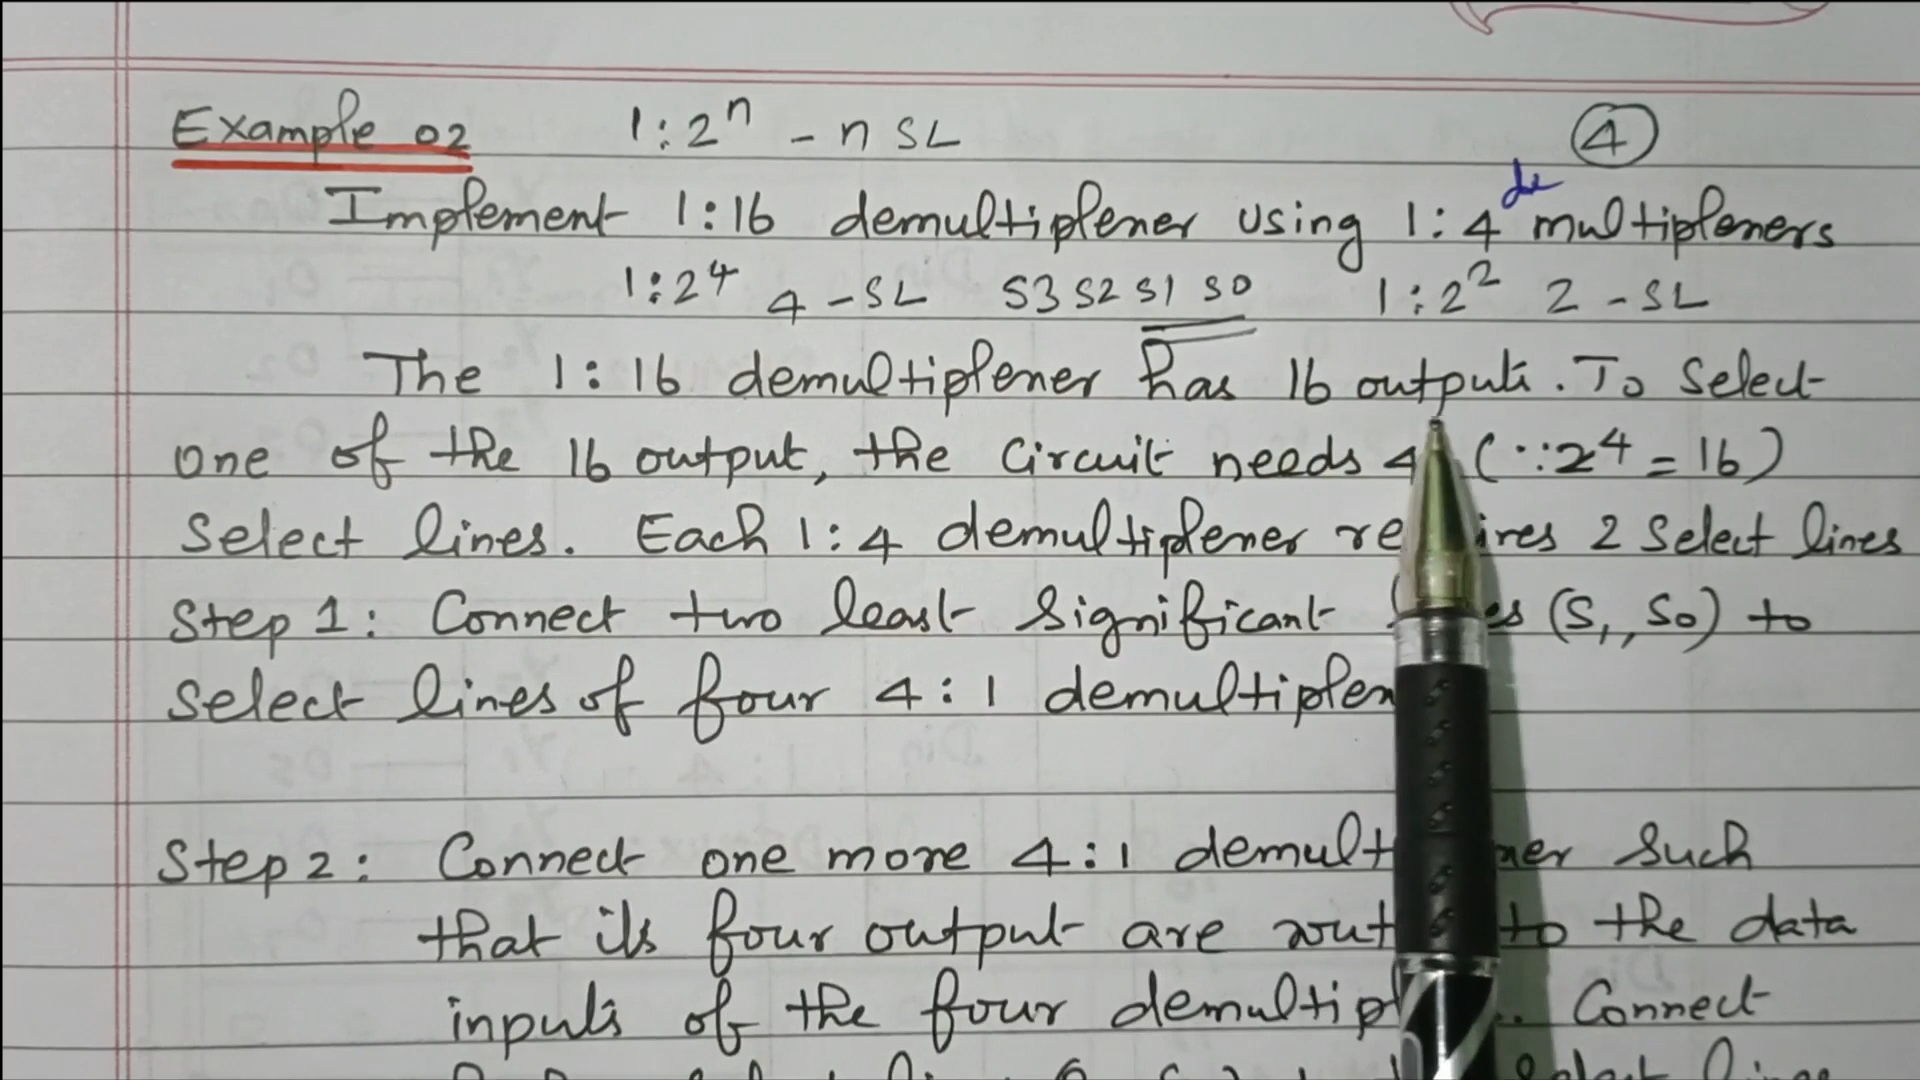 Example 02 1:2ⁿ - n SL ④
de
Implement 1:16 demultiplexer using 1:4 multiplexers
1:2⁴ 4-SL S3 S2 S1 S0 1:2² 2-SL
The 1:16 demultiplexer has 16 outputs. To Select
one of the 16 output, the circuit needs 4 (∵2⁴=16)
Select lines. Each 1:4 demultiplexer re ires 2 Select lines
Step 1: Connect two least significant es (S₁, S0) to
Select lines of four 4:1 demultiplex
Step 2: Connect one more 4:1 demult xer such
that its four output are rout to the data
inputs of the four demultipl . Connect